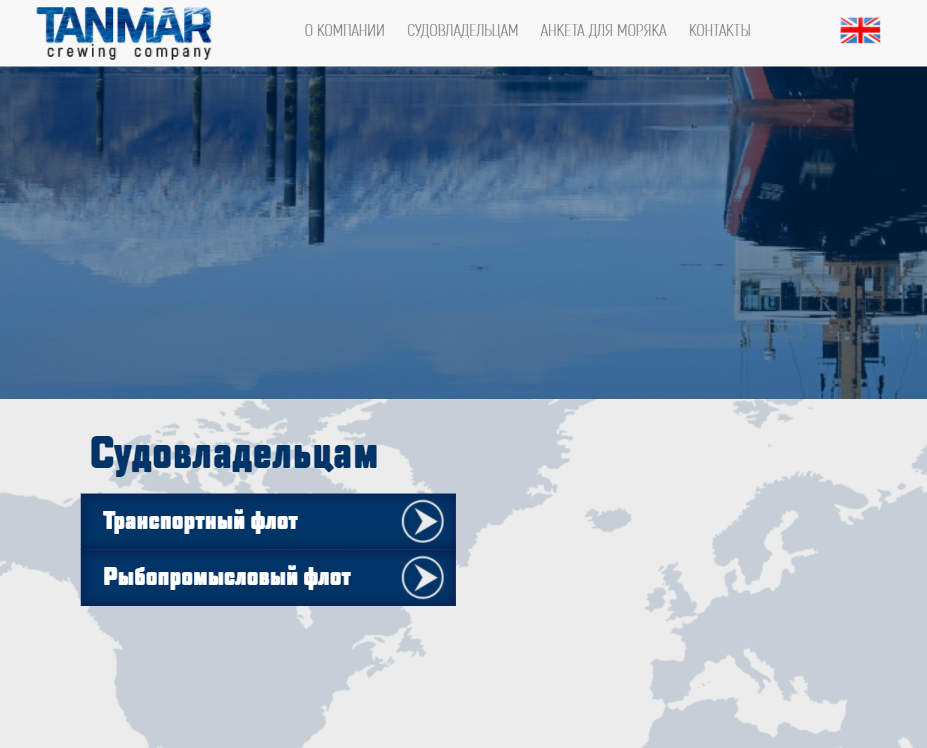 TANMAR
crewing company
О КОМПАНИИ СУДОВЛАДЕЛЬЦАМ АНКЕТА ДЛЯ МОРЯКА КОНТАКТЫ
Судовладельцам
Транспортный флот
Рыбопромысловый флот